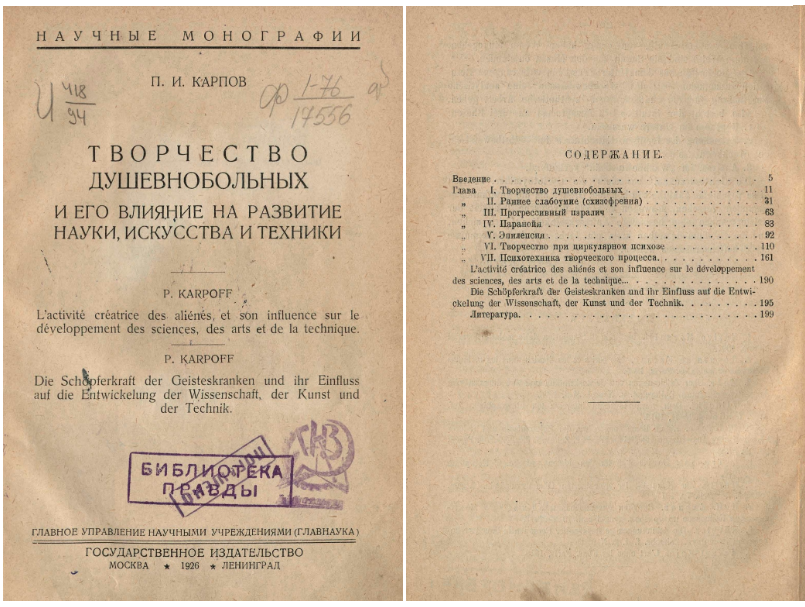 НАУЧНЫЕ МОНОГРАФИИ
П. И. КАРПОВ
418
94
1-76
17556
ТВОРЧЕСТВО
ДУШЕВНОБОЛЬНЫХ
И ЕГО ВЛИЯНИЕ НА РАЗВИТИЕ
НАУКИ, ИСКУССТВА И ТЕХНИКИ
P. KARPOFF
L'activité créatrice des aliénés, et son influence sur le
développement des sciences, des arts et de la technique.
P. KARPOFF
Die Schöpferkraft der Geisteskranken und ihr Einfluss
auf die Entwickelung der Wissenschaft, der Kunst und
der Technik.
БИБЛИОТЕКА
ПРАВДЫ
ГЛАВНОЕ УПРАВЛЕНИЕ НАУЧНЫМИ УЧРЕЖДЕНИЯМИ (ГЛАВНАУКА)
ГОСУДАРСТВЕННОЕ ИЗДАТЕЛЬСТВО
МОСКВА ★ 1926 ★ ЛЕНИНГРАД
СОДЕРЖАНИЕ.
Введение . . . 5
Глава I. Творчество душевнобольных . . . 11
„ II. Раннее слабоумие (схизофрения) . . . 31
„ III. Прогрессивный паралич . . . 63
„ IV. Паранойя . . . 83
„ V. Эпилепсия . . . 92
„ VI. Творчество при циркулярном психозе . . . 110
„ VII. Психотехника творческого процесса . . . 161
L'activité créatrice des aliénés et son influence sur le développement
des sciences, des arts et de la technique . . . 190
Die Schöpferkraft der Geisteskranken und ihr Einfluss auf die Entwi-
ckelung der Wissenschaft, der Kunst und der Technik. . . . 195
Литература. . . . 199